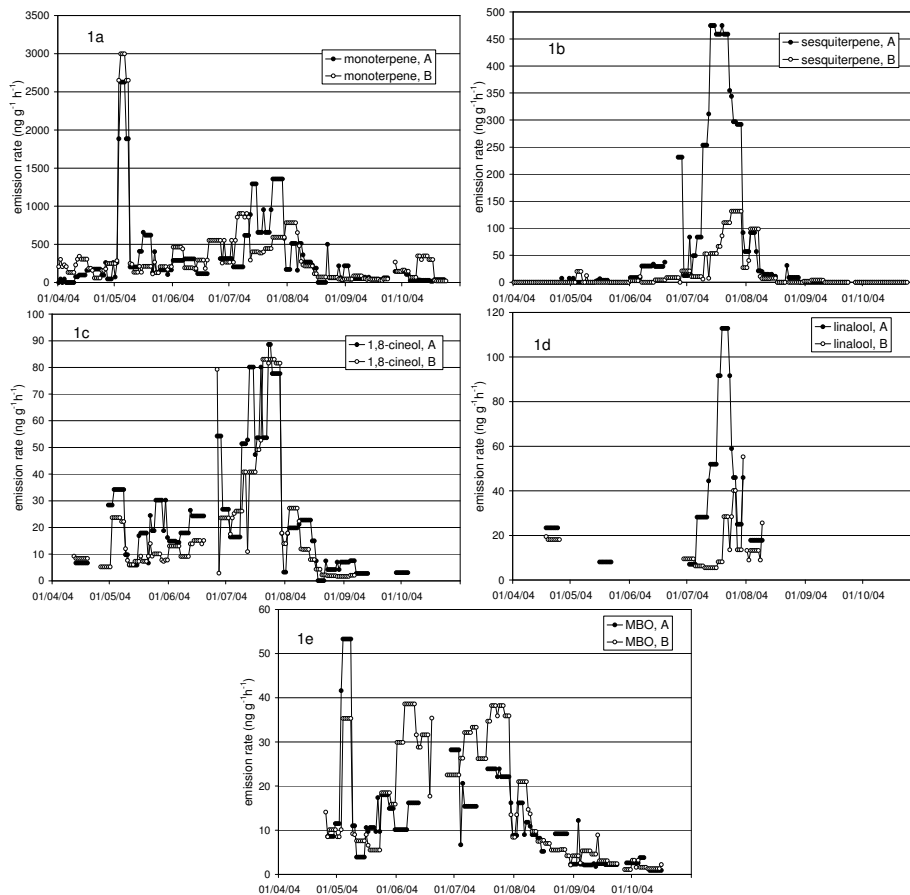 1a
monoterpene, A
monoterpene, B
emission rate (ng g⁻¹ h⁻¹)
3500
3000
2500
2000
1500
1000
500
0
01/04/04 01/05/04 01/06/04 01/07/04 01/08/04 01/09/04 01/10/04
1b
sesquiterpene, A
sesquiterpene, B
emission rate (ng g⁻¹h⁻¹)
500
450
400
350
300
250
200
150
100
50
0
01/04/04 01/05/04 01/06/04 01/07/04 01/08/04 01/09/04 01/10/04
1c
1,8-cineol, A
1,8-cineol, B
emission rate (ng g⁻¹h⁻¹)
100
90
80
70
60
50
40
30
20
10
0
01/04/04 01/05/04 01/06/04 01/07/04 01/08/04 01/09/04 01/10/04
1d
linalool, A
linalool, B
emission rate (ng g⁻¹h⁻¹)
120
100
80
60
40
20
0
01/04/04 01/05/04 01/06/04 01/07/04 01/08/04 01/09/04 01/10/04
1e
MBO, A
MBO, B
emission rate (ng g⁻¹h⁻¹)
60
50
40
30
20
10
0
01/04/04 01/05/04 01/06/04 01/07/04 01/08/04 01/09/04 01/10/04